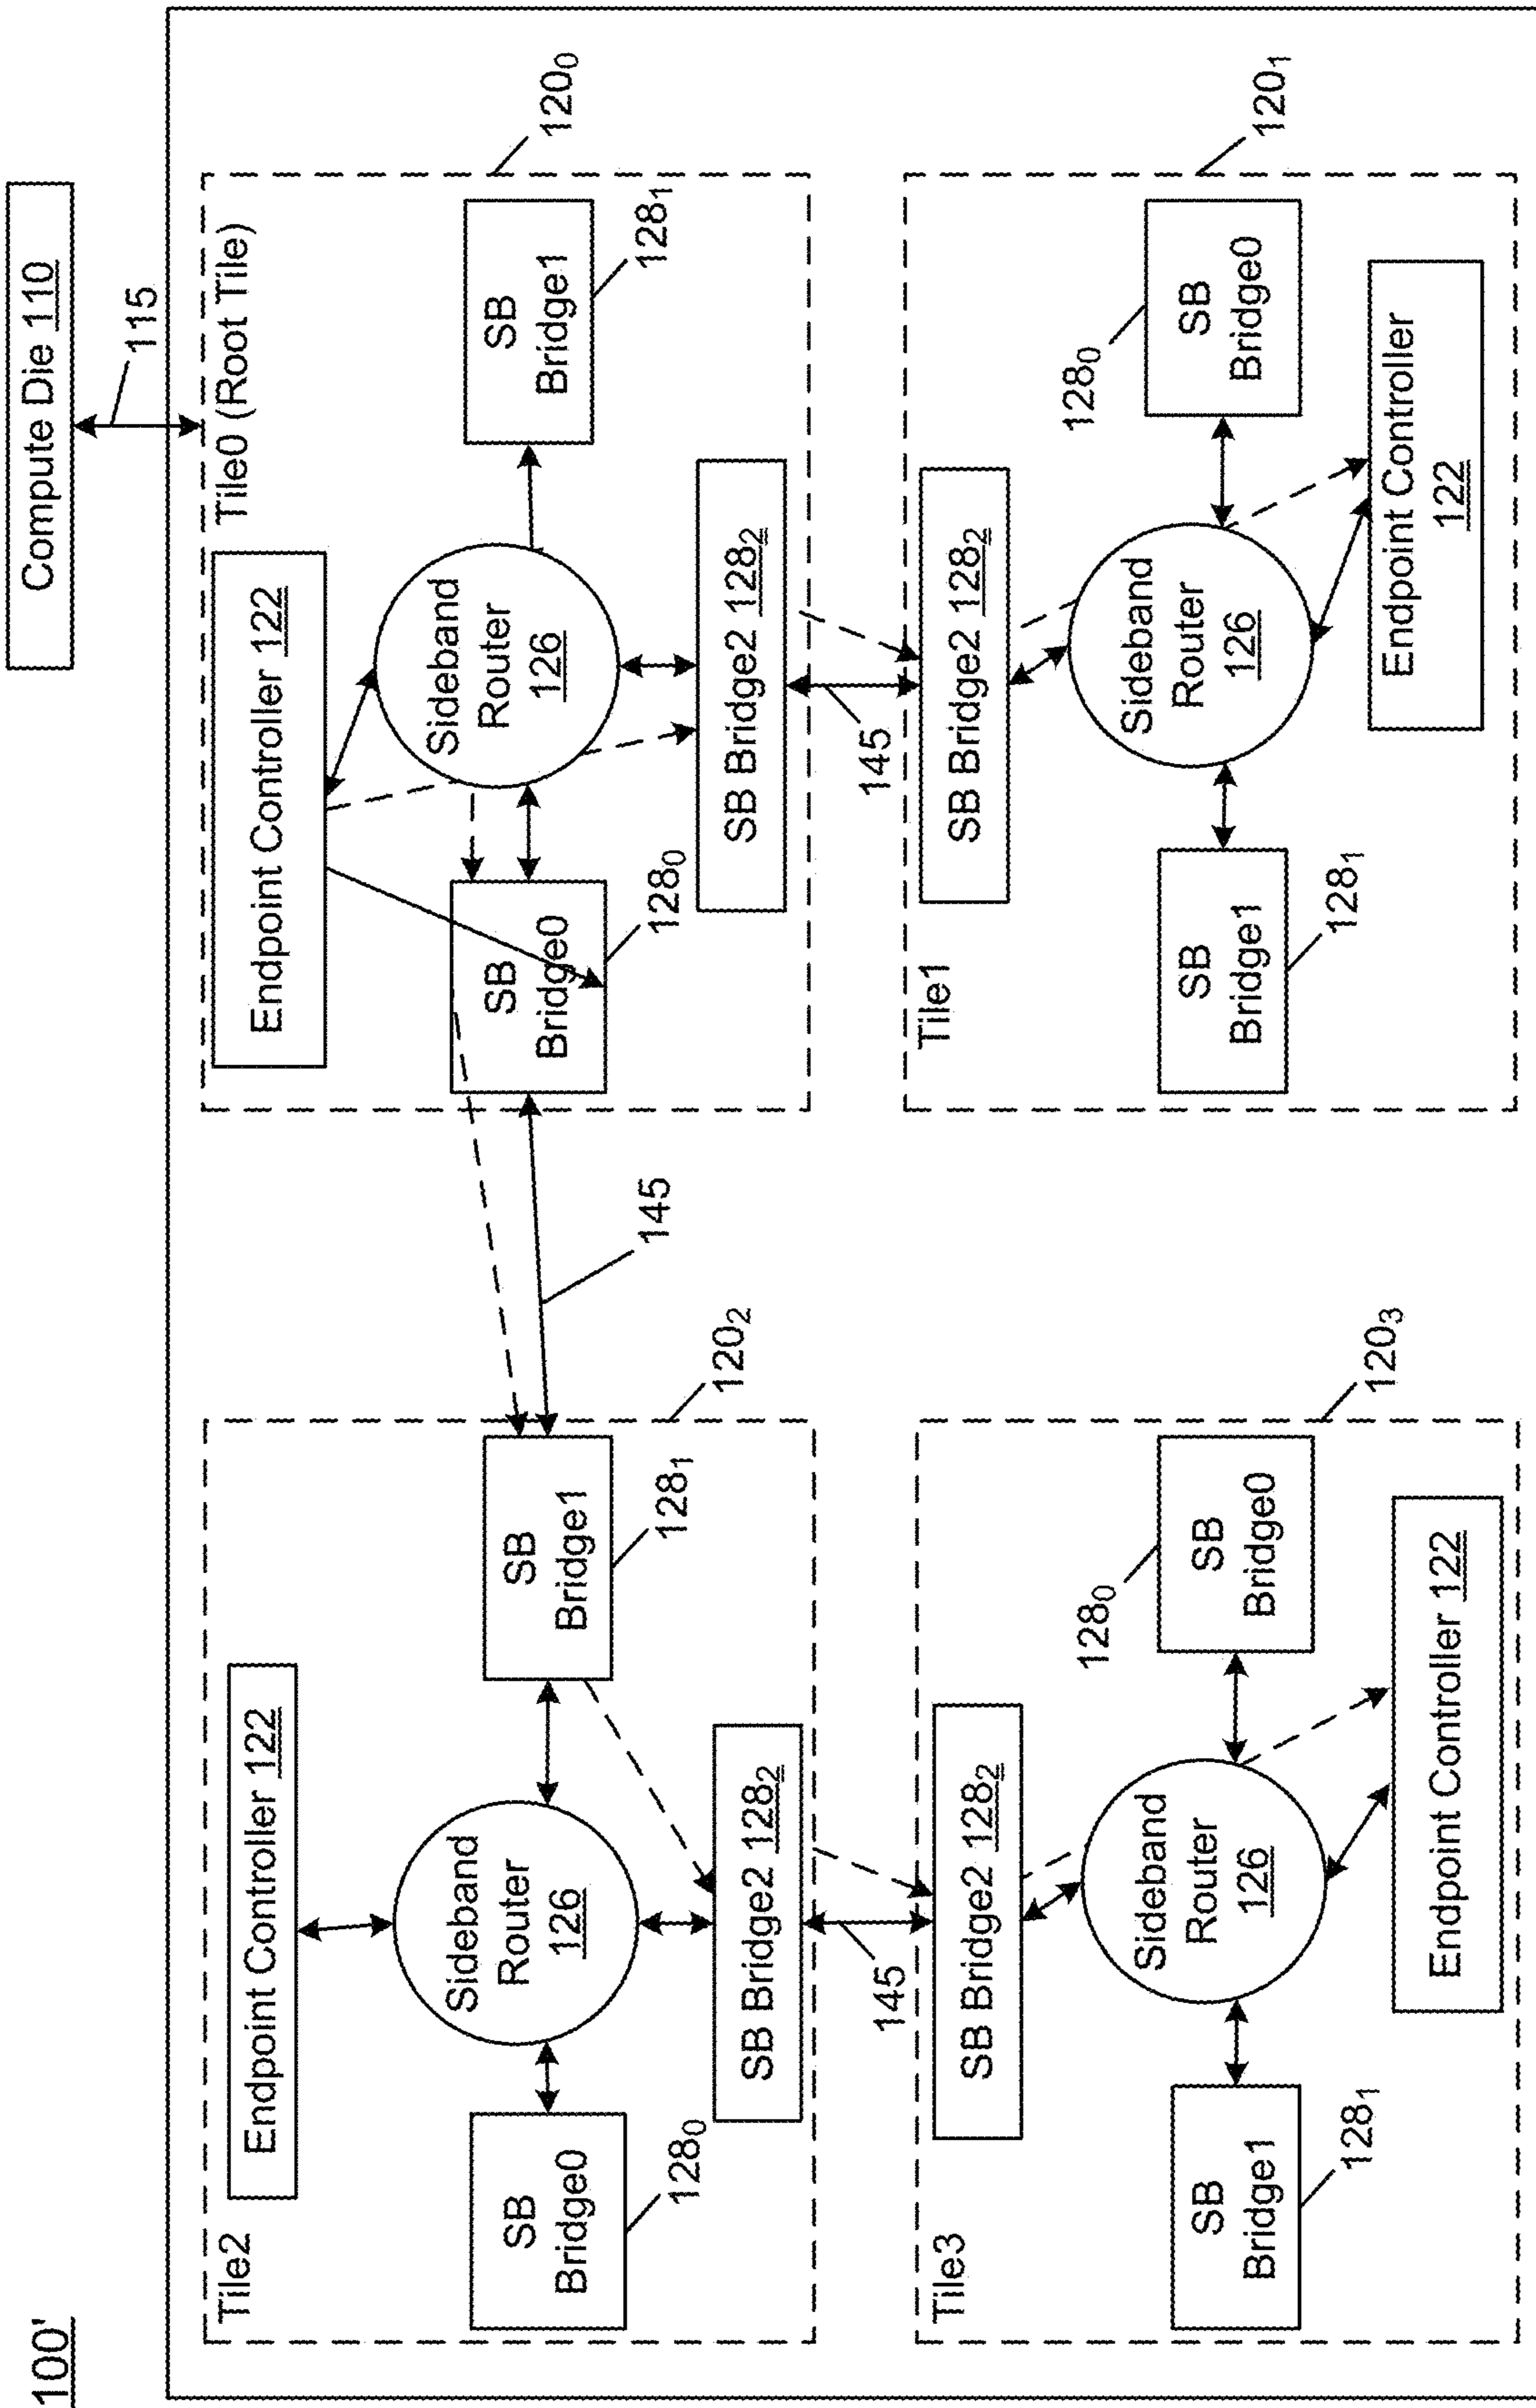 100'
Compute Die 110
115
Tile2
Endpoint Controller 122
Sideband
Router
126
SB
Bridge0
128₀
SB
Bridge1
128₁
SB Bridge2 128₂
120₂
145
145
Tile0 (Root Tile)
Endpoint Controller 122
Sideband
Router
126
SB
Bridge0
128₀
SB
Bridge1
128₁
SB Bridge2 128₂
120₀
145
Tile3
SB Bridge2 128₂
Sideband
Router
126
SB
Bridge1
128₁
SB
Bridge0
128₀
Endpoint Controller 122
120₃
Tile1
SB Bridge2 128₂
Sideband
Router
126
SB
Bridge1
128₁
SB
Bridge0
128₀
Endpoint Controller
122
120₁